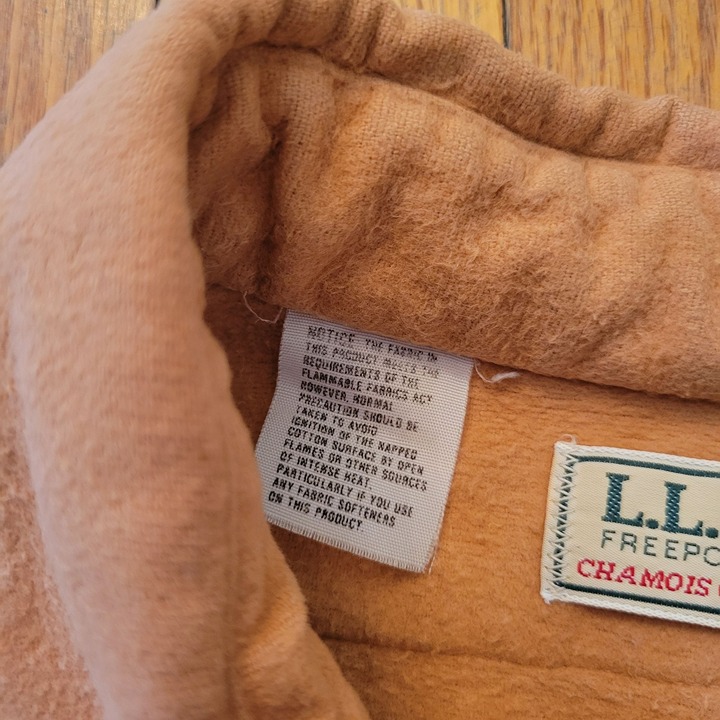 NOTICE THE FABRIC IN
THIS PRODUCT MEETS THE
REQUIREMENTS OF THE
FLAMMABLE FABRICS ACT
HOWEVER, NORMAL
PRECAUTION SHOULD BE
TAKEN TO AVOID
IGNITION OF THE NAPPED
COTTON SURFACE BY OPEN
FLAMES OR OTHER SOURCES
OF INTENSE HEAT.
PARTICULARLY IF YOU USE
ANY FABRIC SOFTENERS
ON THIS PRODUCT.
L.L.
FREEPO
CHAMOIS